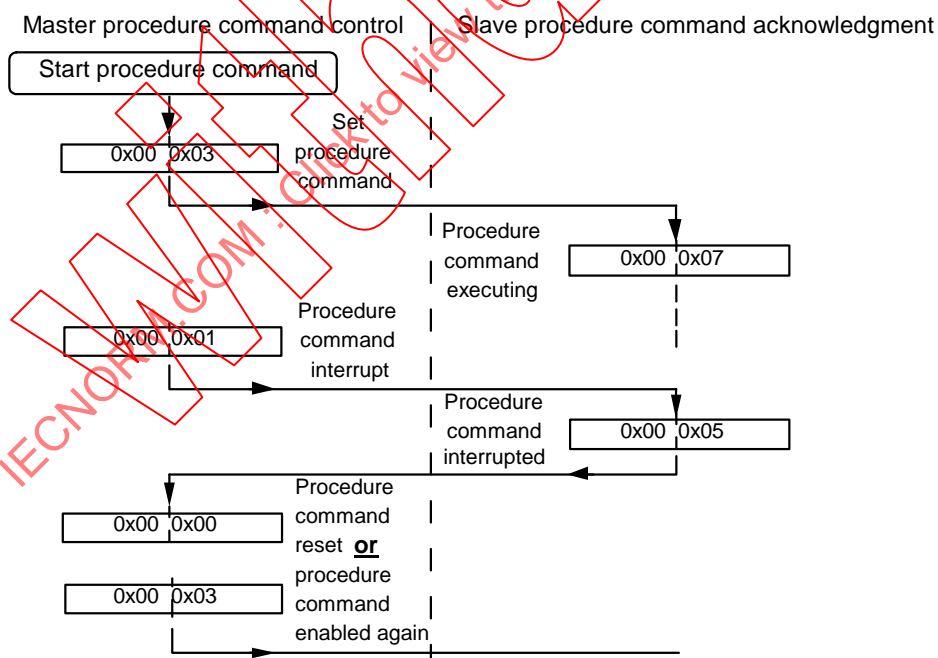 Master procedure command control
Slave procedure command acknowledgment
Start procedure command
0x00 0x03
Set
procedure
command
Procedure
command
executing
0x00 0x07
0x00 0x01
Procedure
command
interrupt
Procedure
command
interrupted
0x00 0x05
0x00 0x00
Procedure
command
reset or
procedure
command
enabled again
0x00 0x03
IECNORM.COM : Click to view t